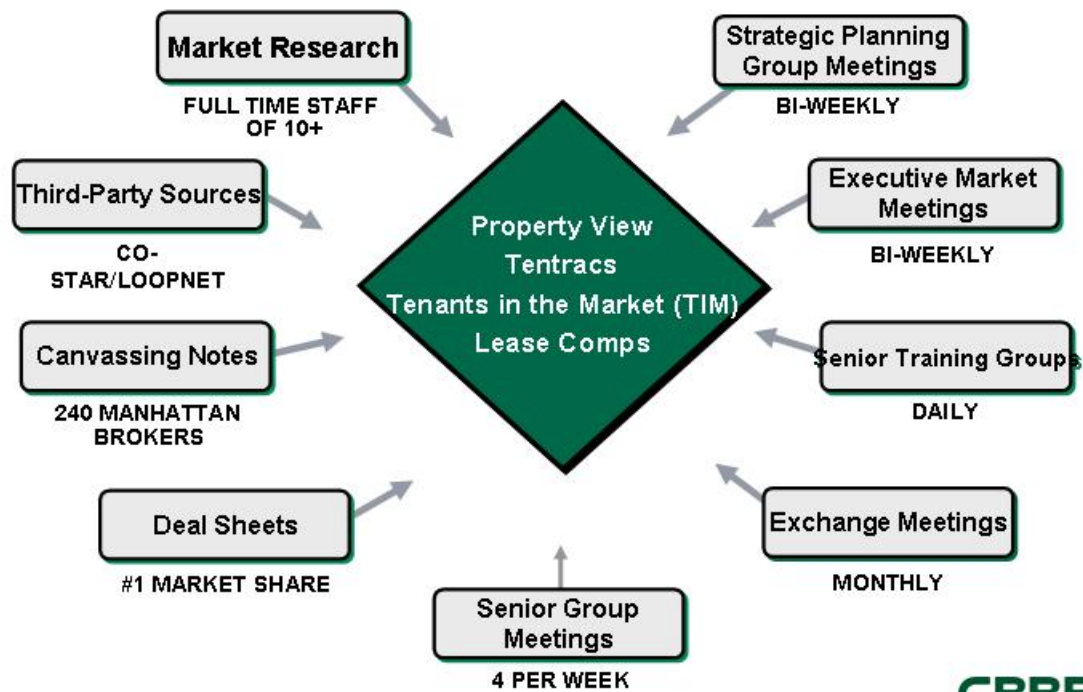 Market Research
FULL TIME STAFF
OF 10+
Strategic Planning
Group Meetings
BI-WEEKLY
Third-Party Sources
CO-
STAR/LOOPNET
Executive Market
Meetings
BI-WEEKLY
Property View
Tentracs
Tenants in the Market (TIM)
Lease Comps
Canvassing Notes
240 MANHATTAN
BROKERS
Senior Training Groups
DAILY
Deal Sheets
#1 MARKET SHARE
Exchange Meetings
MONTHLY
Senior Group
Meetings
4 PER WEEK
CBRE